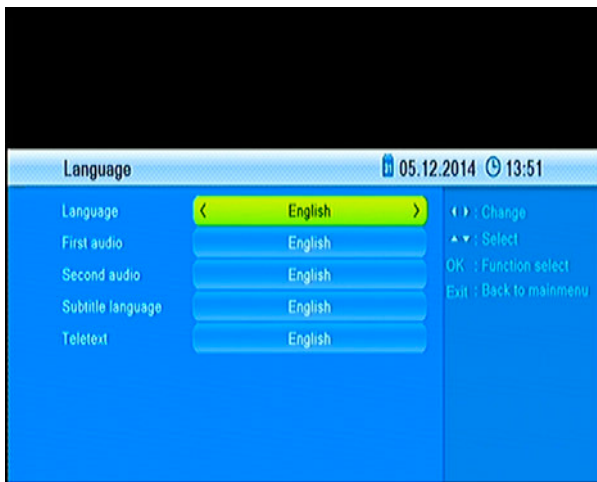 Language 05.12.2014 13:51
Language < English >
First audio English
Second audio English
Subtitle language English
Teletext English
: Change
: Select
OK : Function select
Exit : Back to mainmenu